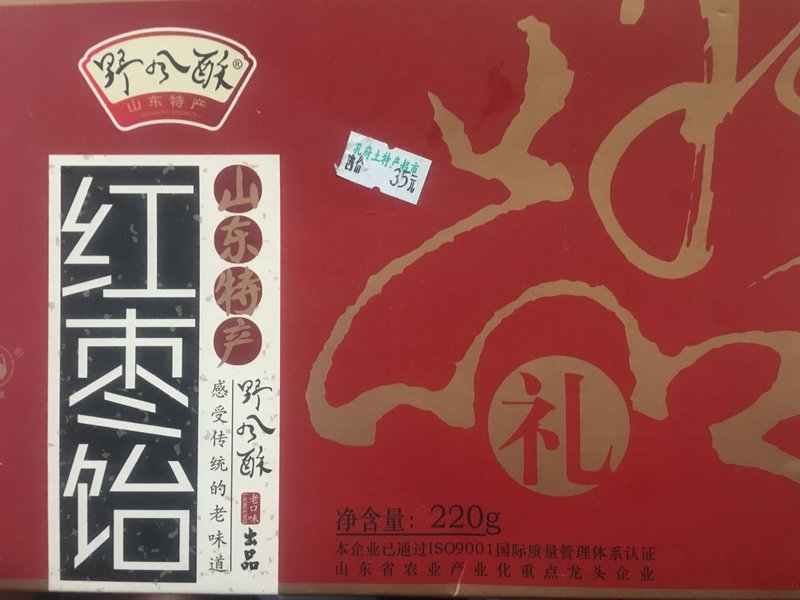 野风酥®
山东特产
孔府土特产超市
售价 35元
红枣饴
山东特产
感受传统的老味道
野风酥
老口味
出品
礼
净含量：220g
本企业已通过ISO9001国际质量管理体系认证
山东省农业产业化重点龙头企业